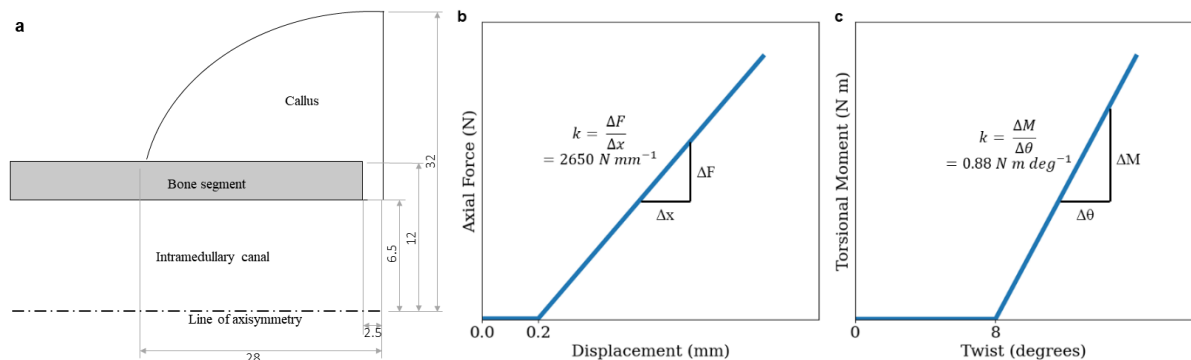 a
Callus
Bone segment
Intramedullary canal
Line of axisymmetry
32
12
6.5
2.5
28
b
Axial Force (N)
k = ΔF / Δx
= 2650 N mm⁻¹
ΔF
Δx
0.0
0.2
Displacement (mm)
c
Torsional Moment (N m)
k = ΔM / Δθ
= 0.88 N m deg⁻¹
ΔM
Δθ
0
8
Twist (degrees)